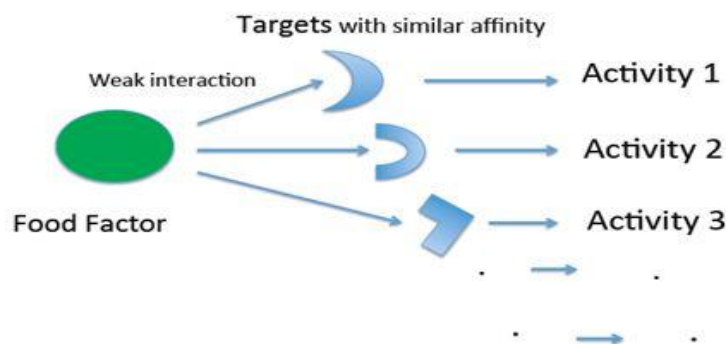 Targets with similar affinity
Weak interaction
Activity 1
Activity 2
Food Factor
Activity 3